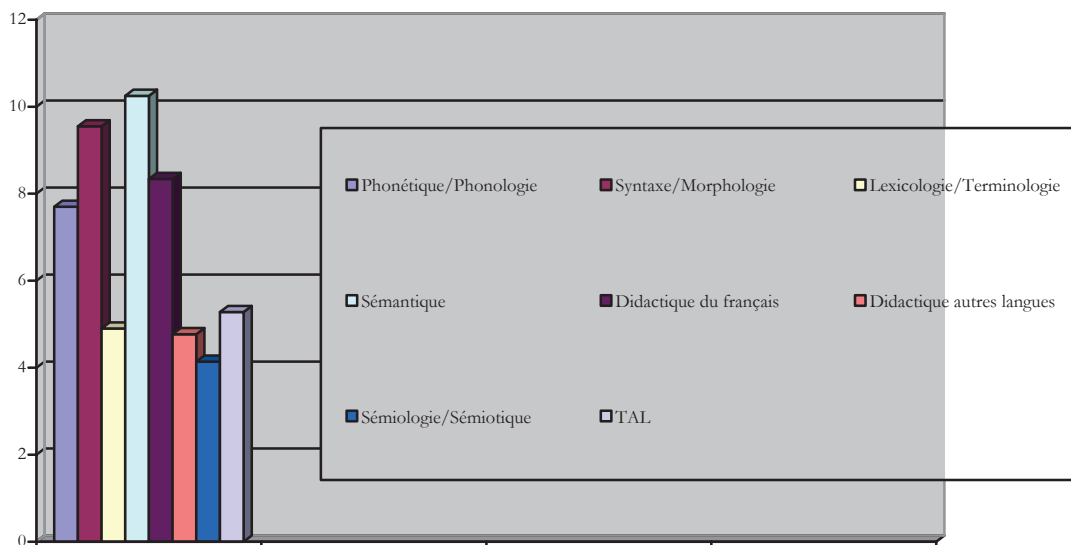 12
10
8
6
4
2
0
Phonétique/Phonologie Syntaxe/Morphologie Lexicologie/Terminologie
Sémantique Didactique du français Didactique autres langues
Sémiologie/Sémiotique TAL